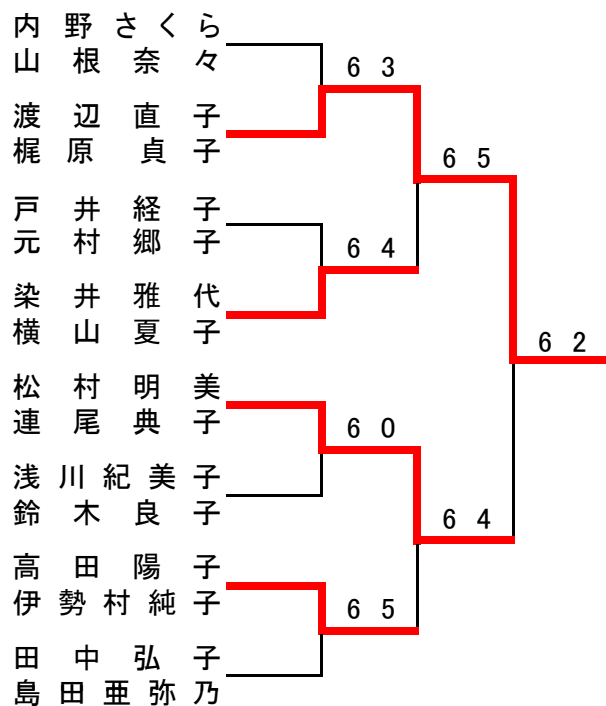 内野さくら
山根奈々
6 3
渡辺直子
梶原貞子
6 5
戸井経子
元村郷子
6 4
染井雅代
横山夏子
6 2
松村明美
連尾典子
6 0
浅川紀美子
鈴木良子
6 4
高田陽子
伊勢村純子
6 5
田中弘子
島田亜弥乃